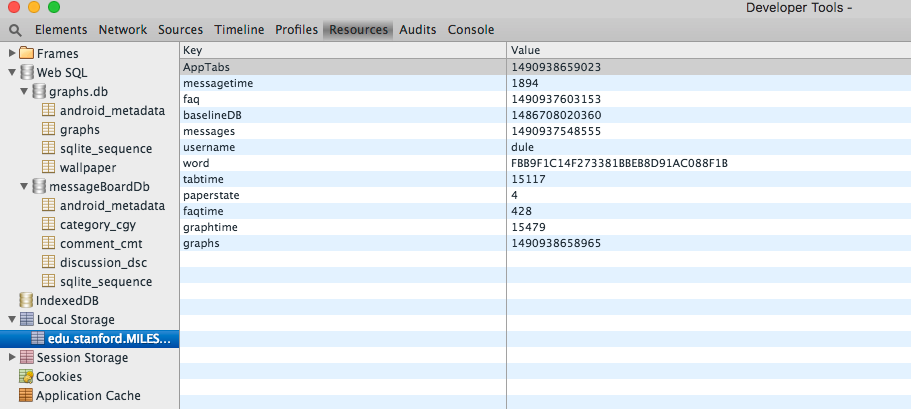 Developer Tools -
Elements Network Sources Timeline Profiles Resources Audits Console
Frames
Web SQL
graphs.db
android_metadata
graphs
sqlite_sequence
wallpaper
messageBoardDb
android_metadata
category_cgy
comment_cmt
discussion_dsc
sqlite_sequence
IndexedDB
Local Storage
edu.stanford.MILES...
Session Storage
Cookies
Application Cache
Key Value
AppTabs 1490938659023
messagetime 1894
faq 1490937603153
baselineDB 1486708020360
messages 1490937548555
username dule
word FBB9F1C14F273381BBEB8D91AC088F1B
tabtime 15117
paperstate 4
faqtime 428
graphtime 15479
graphs 1490938658965